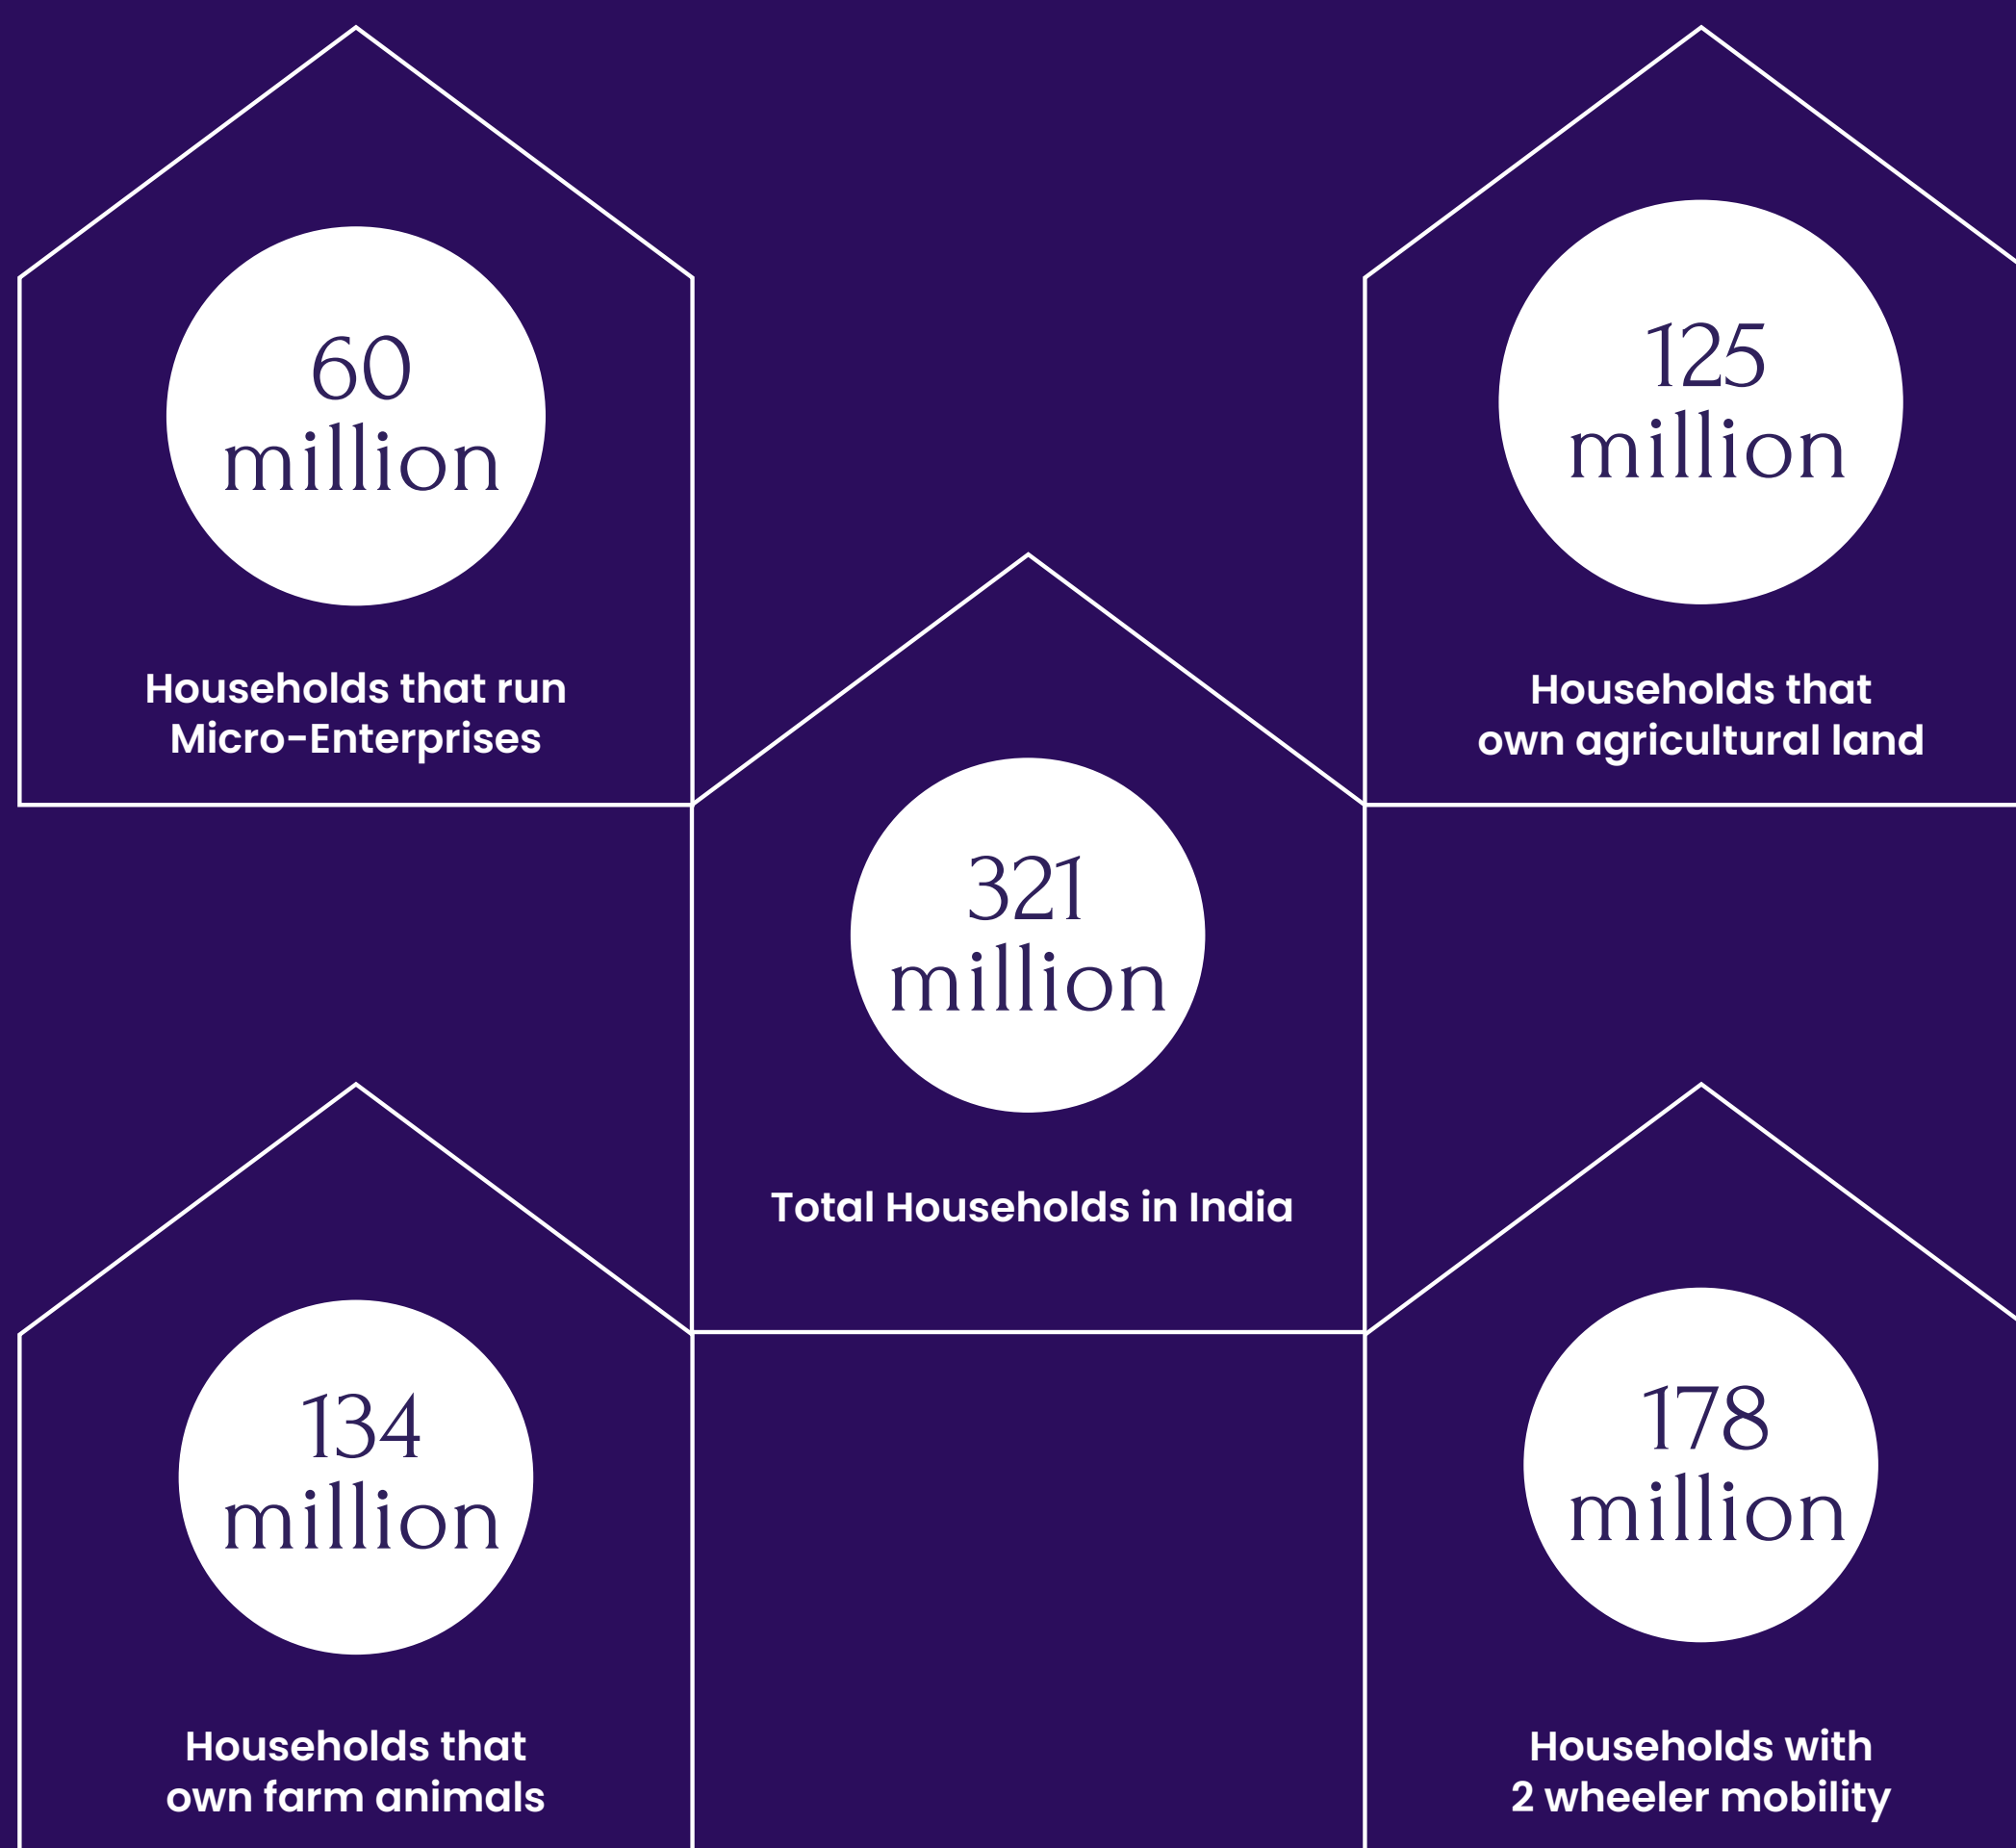 60
million
Households that run
Micro-Enterprises
125
million
Households that
own agricultural land
321
million
Total Households in India
134
million
Households that
own farm animals
178
million
Households with
2 wheeler mobility